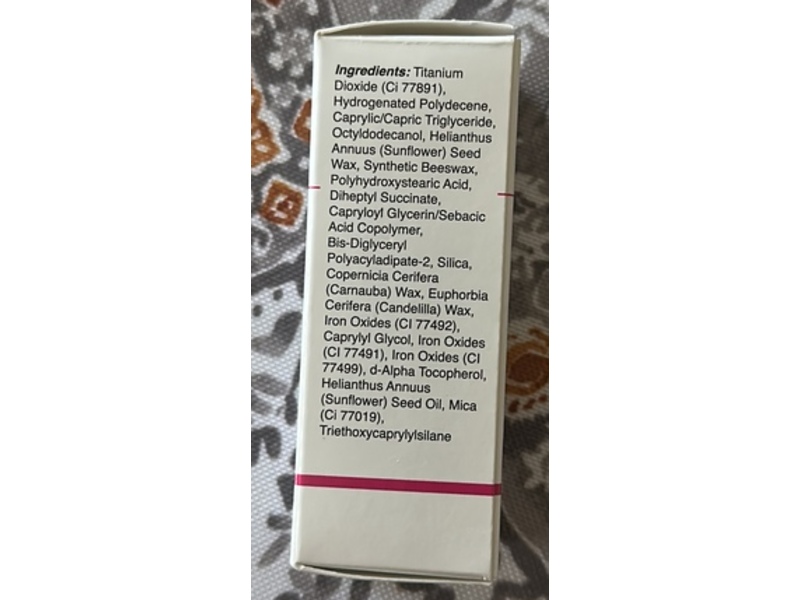 Ingredients: Titanium
Dioxide (Ci 77891),
Hydrogenated Polydecene,
Caprylic/Capric Triglyceride,
Octyldodecanol, Helianthus
Annuus (Sunflower) Seed
Wax, Synthetic Beeswax,
Polyhydroxystearic Acid,
Diheptyl Succinate,
Capryloyl Glycerin/Sebacic
Acid Copolymer,
Bis-Diglyceryl
Polyacyladipate-2, Silica,
Copernicia Cerifera
(Carnauba) Wax, Euphorbia
Cerifera (Candelilla) Wax,
Iron Oxides (CI 77492),
Caprylyl Glycol, Iron Oxides
(CI 77491), Iron Oxides (CI
77499), d-Alpha Tocopherol,
Helianthus Annuus
(Sunflower) Seed Oil, Mica
(Ci 77019),
Triethoxycaprylylsilane